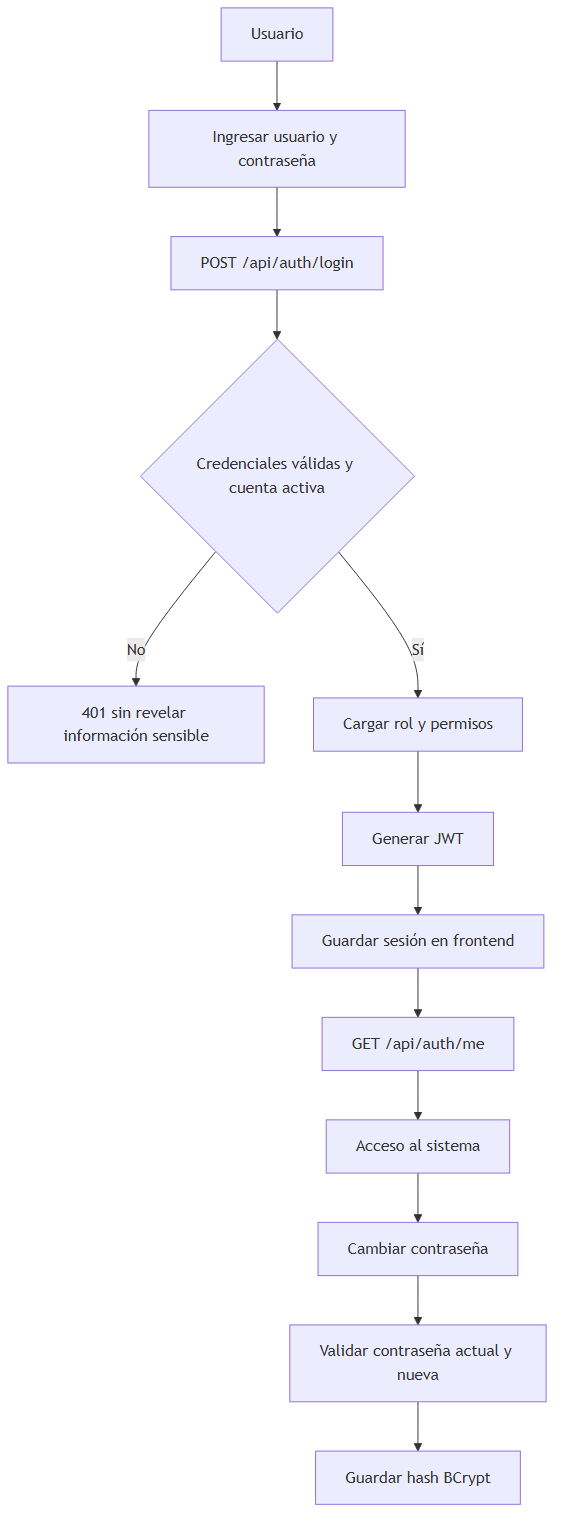 Usuario
Ingresar usuario y
contraseña
POST /api/auth/login
Credenciales válidas y
cuenta activa
No
Sí
401 sin revelar
información sensible
Cargar rol y permisos
Generar JWT
Guardar sesión en frontend
GET /api/auth/me
Acceso al sistema
Cambiar contraseña
Validar contraseña actual y
nueva
Guardar hash BCrypt